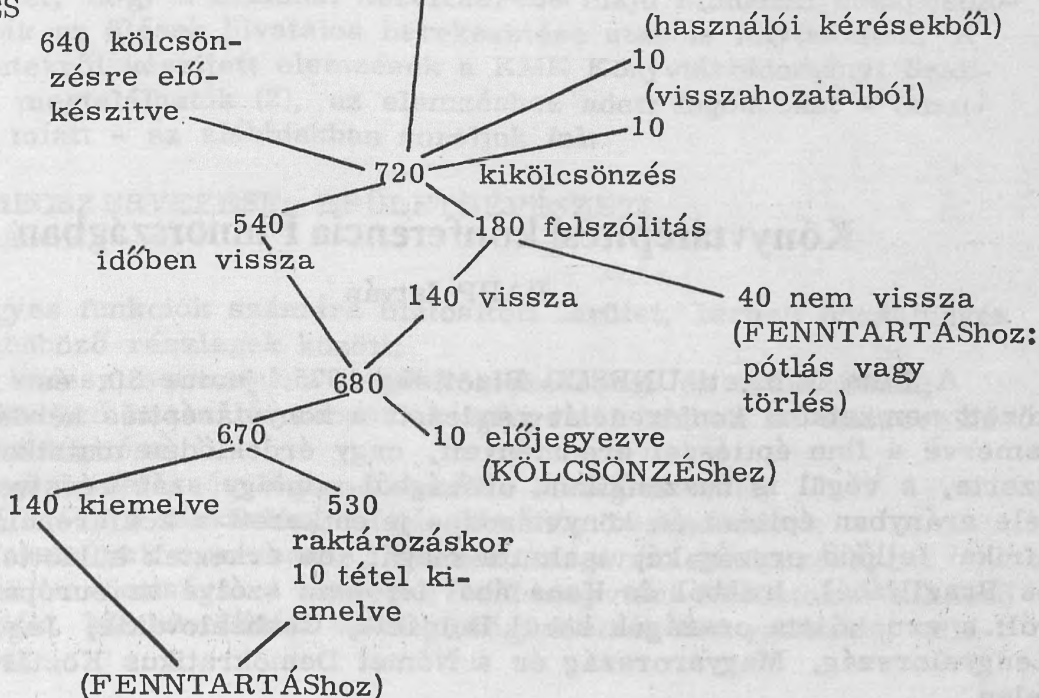 (használói kérésekből)
640 kölcsön-
zésre elő-
készítve
10
(visszahozatalból)
10
720 kikölcsönzés
540
időben vissza
180 felszólítás
140 vissza
40 nem vissza
(FENNTARTÁShoz:
pótlás vagy
törlés)
680
670
10 előjegyezve
(KÖLCSÖNZÉShez)
140 kiemelve
530
raktározáskor
10 tétel ki-
emelve
(FENNTARTÁShoz)